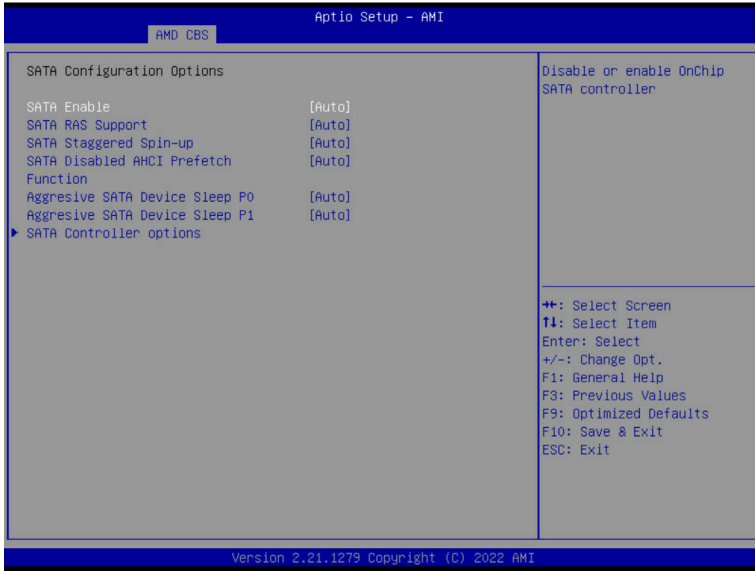 Aptio Setup - AMI
AMD CBS
SATA Configuration Options
SATA Enable [Auto]
SATA RAS Support [Auto]
SATA Staggered Spin-up [Auto]
SATA Disabled AHCI Prefetch [Auto]
Function
Aggresive SATA Device Sleep P0 [Auto]
Aggresive SATA Device Sleep P1 [Auto]
SATA Controller options
Disable or enable OnChip
SATA controller
→←: Select Screen
↑↓: Select Item
Enter: Select
+/-: Change Opt.
F1: General Help
F3: Previous Values
F9: Optimized Defaults
F10: Save & Exit
ESC: Exit
Version 2.21.1279 Copyright (C) 2022 AMI